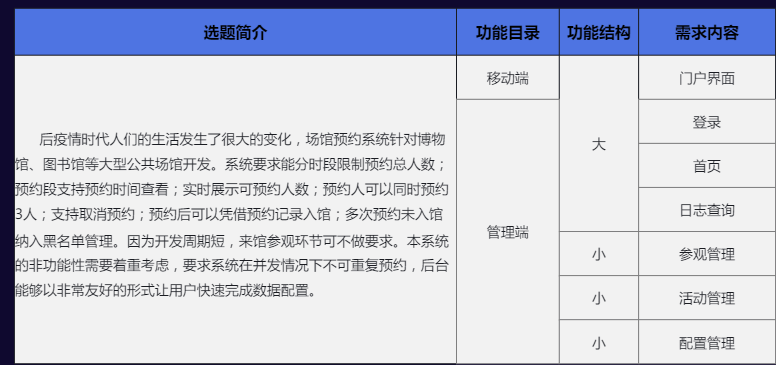 选题简介 功能目录 功能结构 需求内容
后疫情时代人们的生活发生了很大的变化，场馆预约系统针对博物
馆、图书馆等大型公共场馆开发。系统要求能分时段限制预约总人数；
预约段支持预约时间查看；实时展示可预约人数；预约人可以同时预约
3人；支持取消预约；预约后可以凭借预约记录入馆；多次预约未入馆
纳入黑名单管理。因为开发周期短，来馆参观环节可不做要求。本系统
的非功能性需要着重考虑，要求系统在并发情况下不可重复预约，后台
能够以非常友好的形式让用户快速完成数据配置。
移动端
管理端
大
小
小
小
门户界面
登录
首页
日志查询
参观管理
活动管理
配置管理